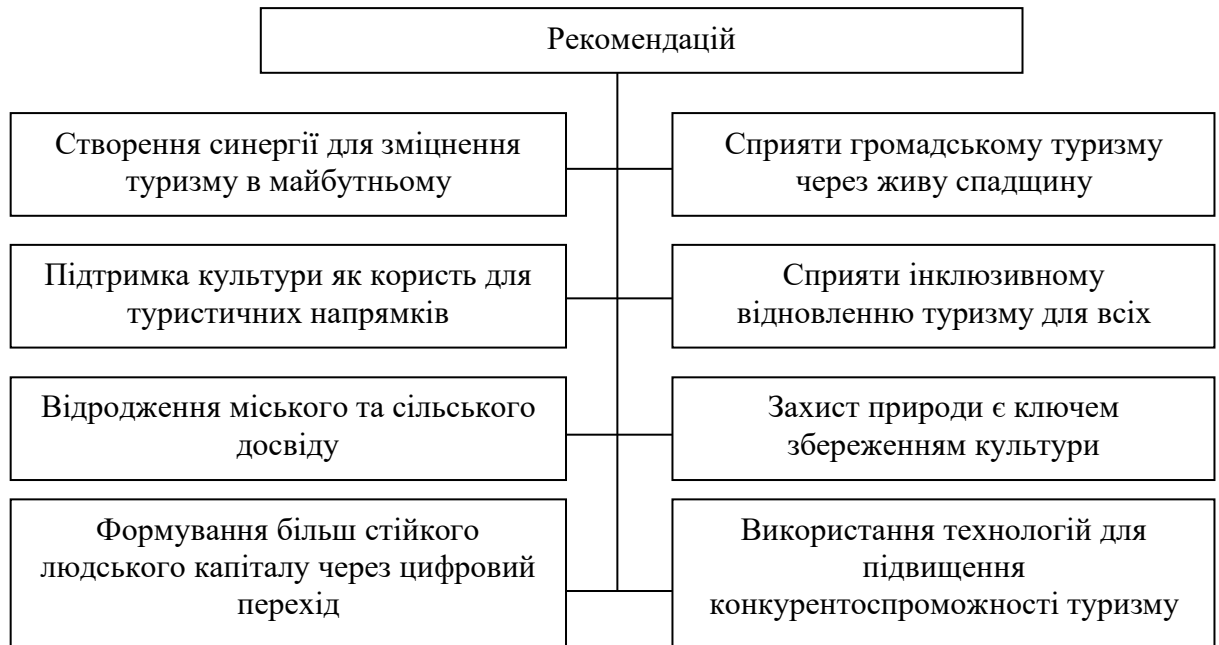 Рекомендацій
Створення синергії для зміцнення
туризму в майбутньому
Сприяти громадському туризму
через живу спадщину
Підтримка культури як користь для
туристичних напрямків
Сприяти інклюзивному
відновленню туризму для всіх
Відродження міського та сільського
досвіду
Захист природи є ключем
збереженням культури
Формування більш стійкого
людського капіталу через цифровий
перехід
Використання технологій для
підвищення
конкурентоспроможності туризму